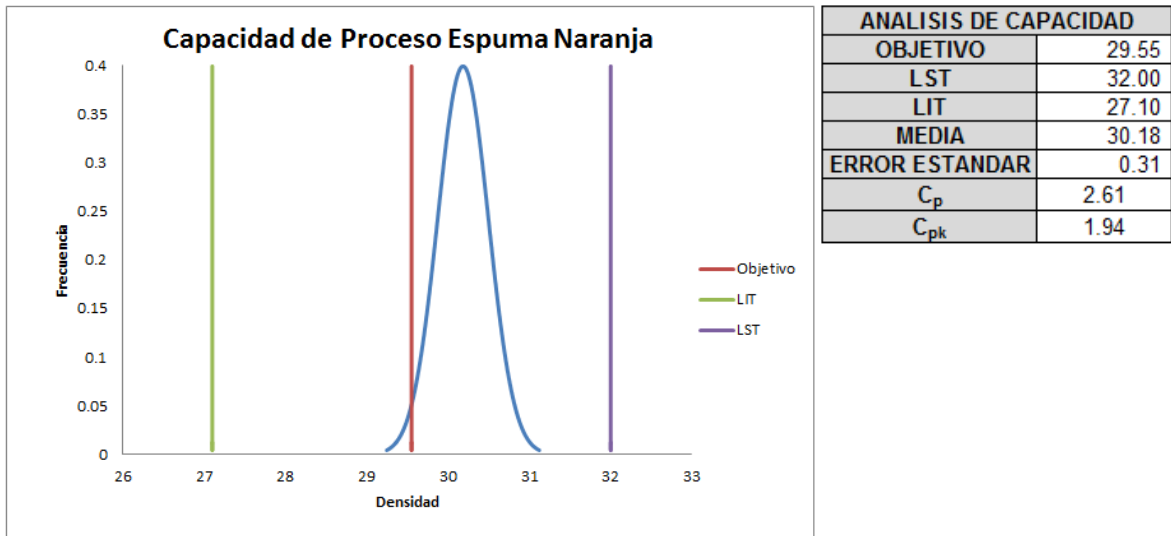 Capacidad de Proceso Espuma Naranja
0.4
0.35
0.3
0.25
0.2
0.15
0.1
0.05
0
Frecuencia
26 27 28 29 30 31 32 33
Densidad
Objetivo
LIT
LST
ANALISIS DE CAPACIDAD
OBJETIVO 29.55
LST 32.00
LIT 27.10
MEDIA 30.18
ERROR ESTANDAR 0.31
Cp 2.61
Cpk 1.94